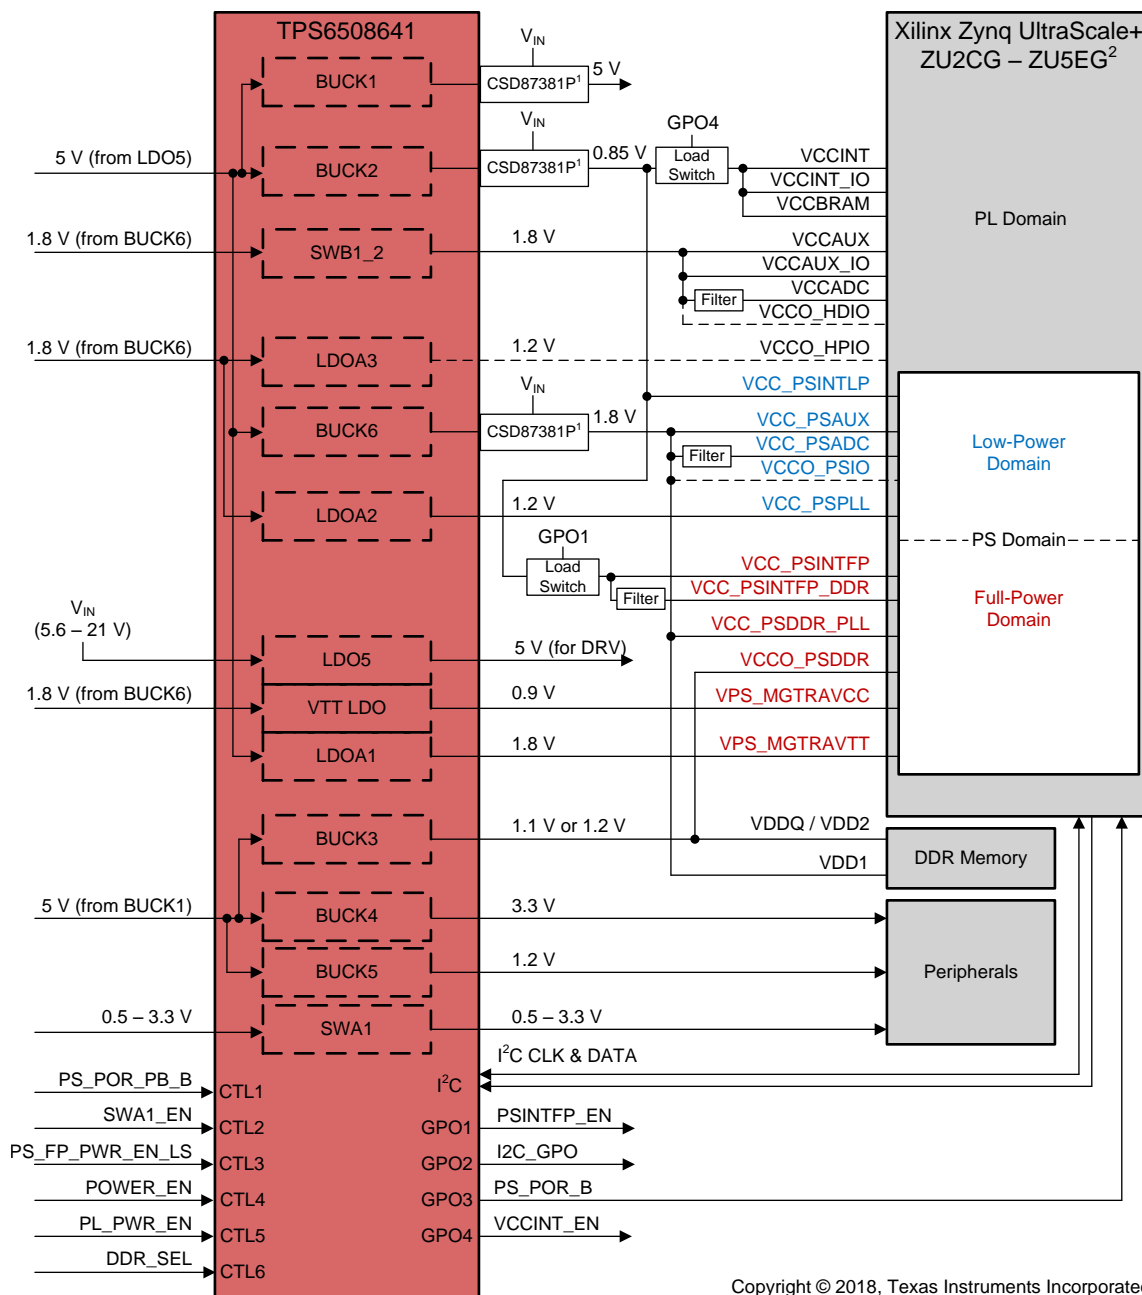 TPS6508641
Xilinx Zynq UltraScale+
ZU2CG – ZU5EG²
V_IN
BUCK1
CSD87381P¹
5 V
V_IN
GPO4
5 V (from LDO5)
BUCK2
CSD87381P¹
0.85 V
Load
Switch
VCCINT
VCCINT_IO
VCCBRAM
PL Domain
1.8 V (from BUCK6)
SWB1_2
1.8 V
VCCAUX
VCCAUX_IO
Filter
VCCADC
VCCO_HDIO
1.8 V (from BUCK6)
LDOA3
1.2 V
VCCO_HPIO
V_IN
VCC_PSINTLP
BUCK6
CSD87381P¹
1.8 V
VCC_PSAUX
Filter
VCC_PSADC
VCCO_PSIO
Low-Power
Domain
LDOA2
1.2 V
VCC_PSPLL
GPO1
PS Domain
Load
Switch
VCC_PSINTFP
Filter
VCC_PSINTFP_DDR
Full-Power
Domain
V_IN
(5.6 – 21 V)
VCC_PSDDR_PLL
LDO5
5 V (for DRV)
VCCO_PSDDR
1.8 V (from BUCK6)
VTT LDO
0.9 V
VPS_MGTRAVCC
LDOA1
1.8 V
VPS_MGTRAVTT
BUCK3
1.1 V or 1.2 V
VDDQ / VDD2
VDD1
DDR Memory
5 V (from BUCK1)
BUCK4
3.3 V
BUCK5
1.2 V
Peripherals
0.5 – 3.3 V
SWA1
0.5 – 3.3 V
I²C CLK & DATA
I²C
PS_POR_PB_B
CTL1
SWA1_EN
CTL2
GPO1
PSINTFP_EN
PS_FP_PWR_EN_LS
CTL3
GPO2
I2C_GPO
POWER_EN
CTL4
GPO3
PS_POR_B
PL_PWR_EN
CTL5
GPO4
VCCINT_EN
DDR_SEL
CTL6
Copyright © 2018, Texas Instruments Incorporated